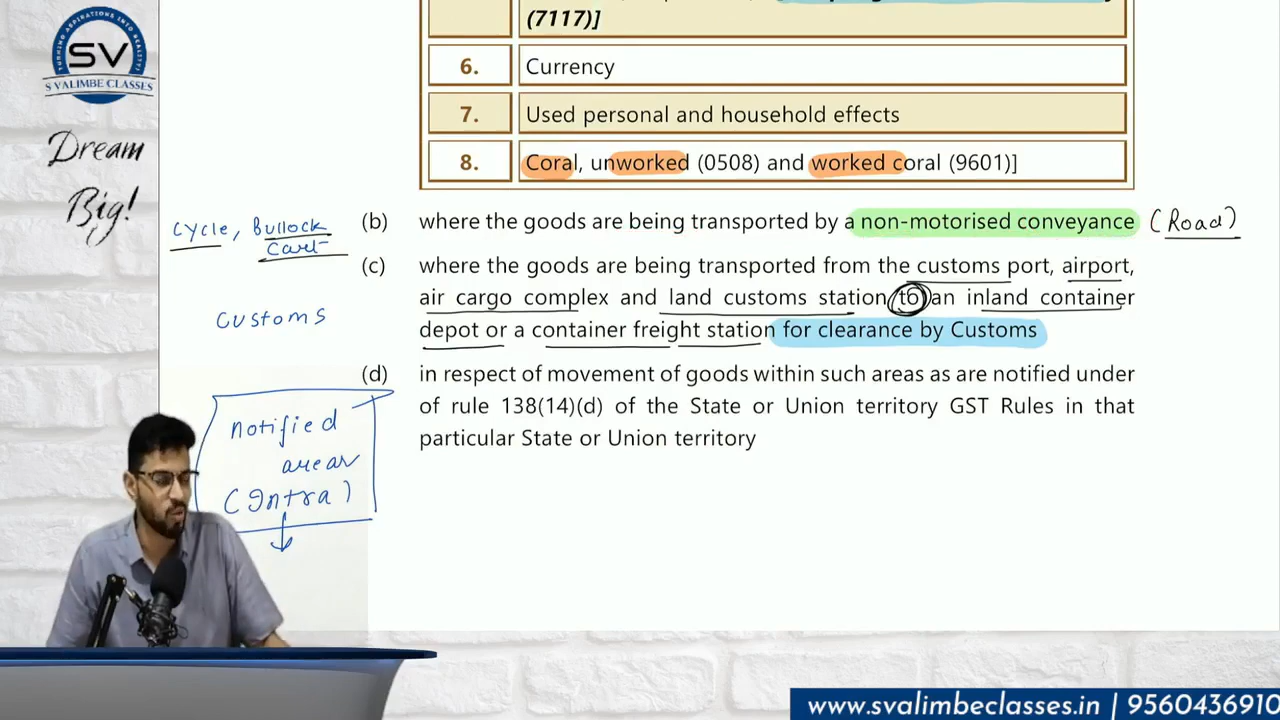 TURNING ASPIRATIONS INTO REALITY
SV
S VALIMBE CLASSES
Dream
Big!
(7117)]
6. Currency
7. Used personal and household effects
8. Coral, unworked (0508) and worked coral (9601)]
cycle, Bullock
cart
(b) where the goods are being transported by a non-motorised conveyance (Road)
(c) where the goods are being transported from the customs port, airport,
air cargo complex and land customs station to an inland container
depot or a container freight station for clearance by Customs
customs
(d) in respect of movement of goods within such areas as are notified under
of rule 138(14)(d) of the State or Union territory GST Rules in that
particular State or Union territory
notified
(Intra)
www.svalimbeclasses.in | 9560436910